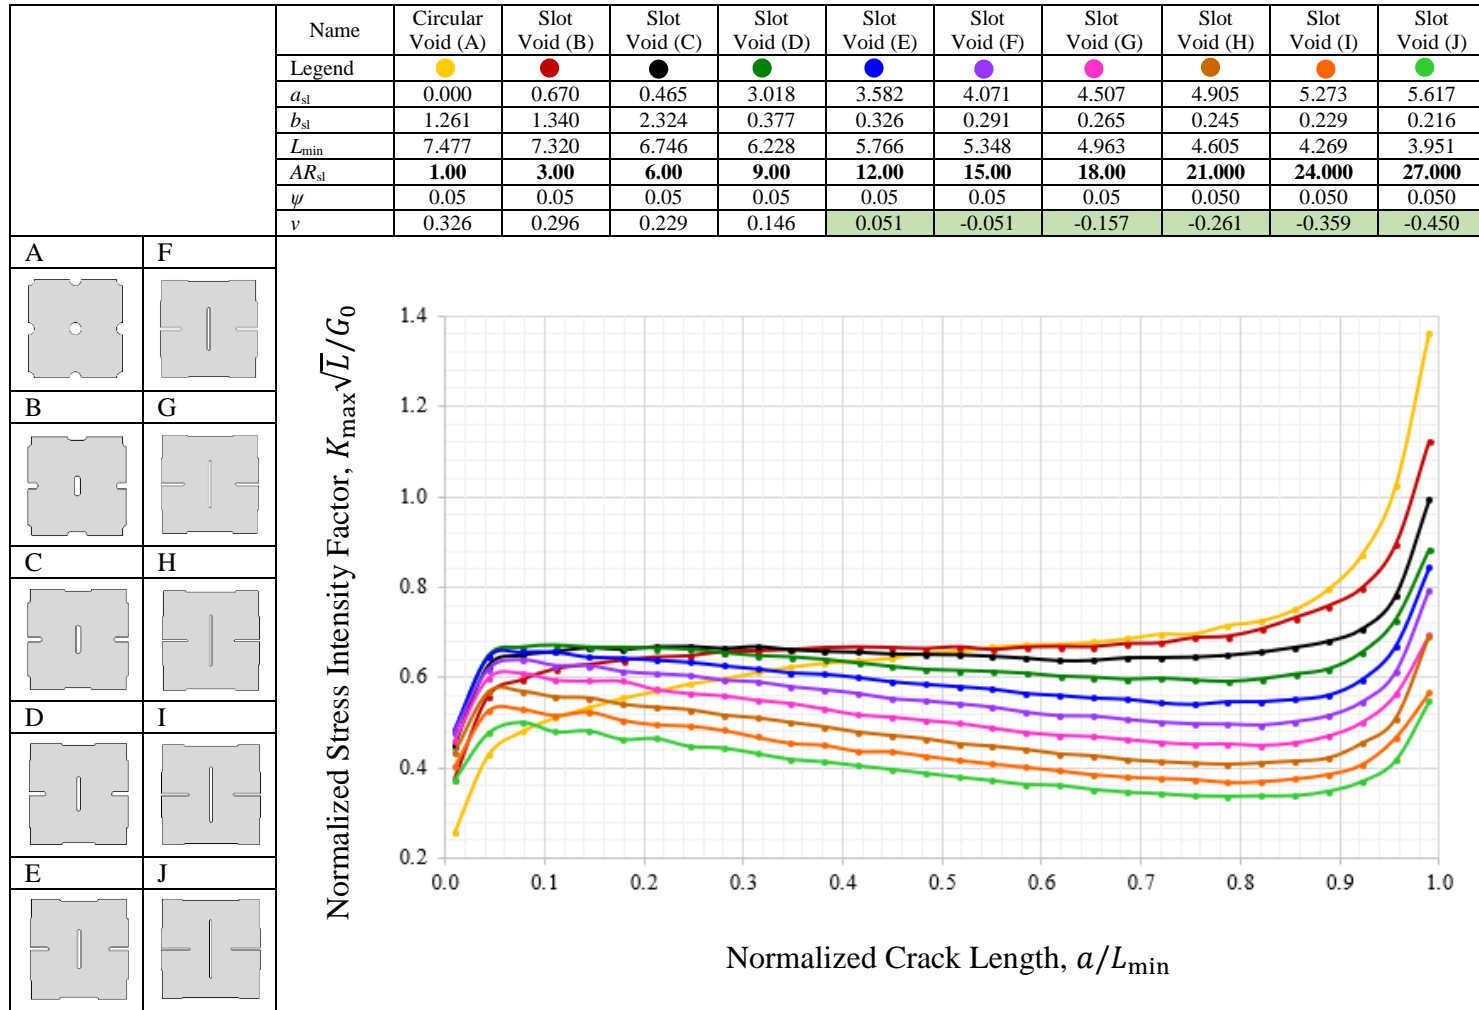 Name Circular Void (A) Slot Void (B) Slot Void (C) Slot Void (D) Slot Void (E) Slot Void (F) Slot Void (G) Slot Void (H) Slot Void (I) Slot Void (J)
Legend
a_sl 0.000 0.670 0.465 3.018 3.582 4.071 4.507 4.905 5.273 5.617
b_sl 1.261 1.340 2.324 0.377 0.326 0.291 0.265 0.245 0.229 0.216
L_min 7.477 7.320 6.746 6.228 5.766 5.348 4.963 4.605 4.269 3.951
AR_sl 1.00 3.00 6.00 9.00 12.00 15.00 18.00 21.000 24.000 27.000
ψ 0.05 0.05 0.05 0.05 0.05 0.05 0.05 0.050 0.050 0.050
ν 0.326 0.296 0.229 0.146 0.051 -0.051 -0.157 -0.261 -0.359 -0.450
A F
B G
C H
D I
E J
Normalized Stress Intensity Factor, K_max√L/G_0
1.4
1.2
1.0
0.8
0.6
0.4
0.2
0.0 0.1 0.2 0.3 0.4 0.5 0.6 0.7 0.8 0.9 1.0
Normalized Crack Length, a/L_min